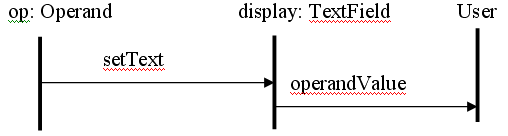 op: Operand display: TextField User
setText
operandValue